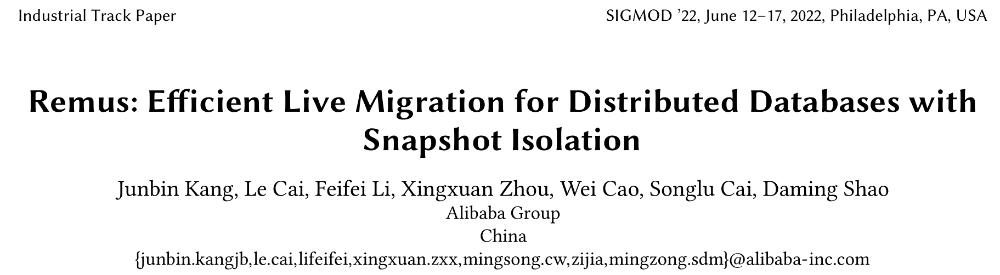 Industrial Track Paper
SIGMOD ’22, June 12–17, 2022, Philadelphia, PA, USA
Remus: Efficient Live Migration for Distributed Databases with
Snapshot Isolation
Junbin Kang, Le Cai, Feifei Li, Xingxuan Zhou, Wei Cao, Songlu Cai, Daming Shao
Alibaba Group
China
{junbin.kangjb,le.cai,lifeifei,xingxuan.zxx,mingsong.cw,zijia,mingzong.sdm}@alibaba-inc.com